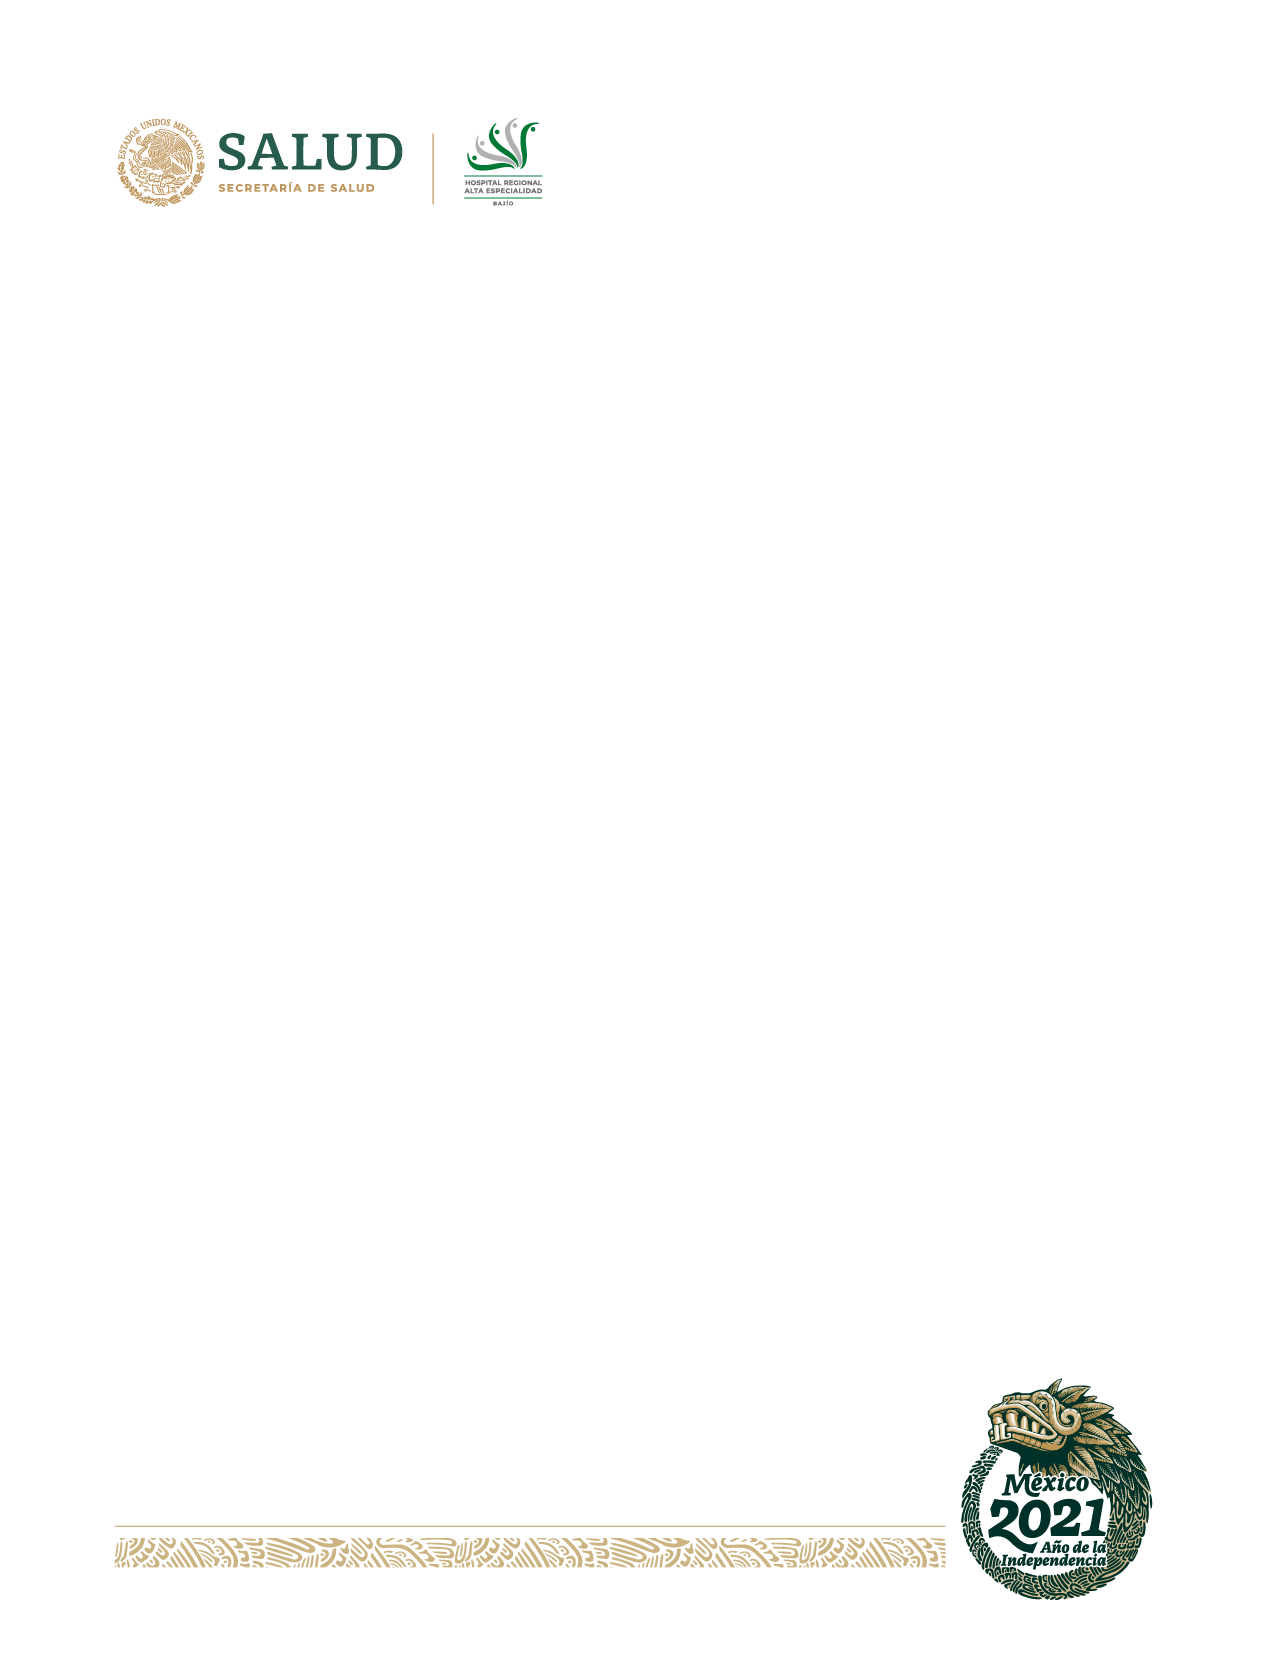 ESTADOS UNIDOS MEXICANOS
SALUD
SECRETARÍA DE SALUD
HOSPITAL REGIONAL
ALTA ESPECIALIDAD
BAJÍO
México
2021
Año de la
Independencia